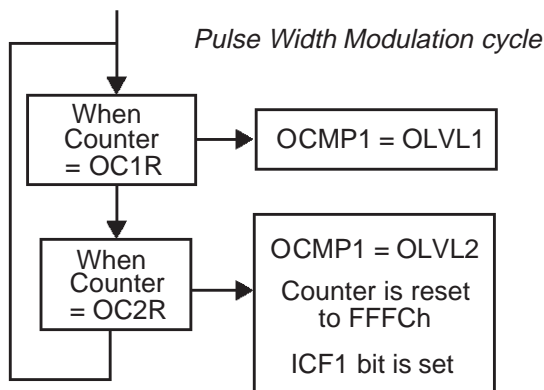 Pulse Width Modulation cycle
When
Counter
= OC1R
OCMP1 = OLVL1
When
Counter
= OC2R
OCMP1 = OLVL2
Counter is reset
to FFFCh
ICF1 bit is set